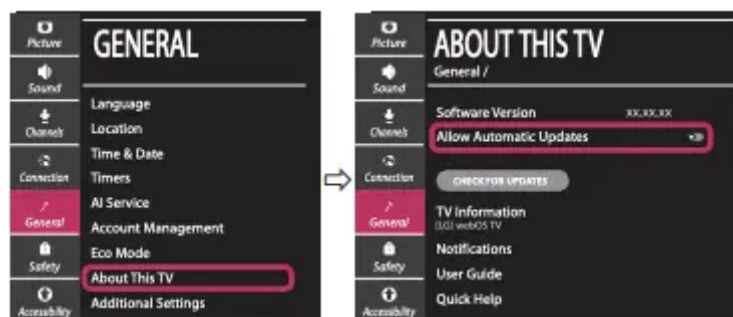 Picture
Sound
Channels
Connection
General
Safety
Accessibility
GENERAL
Language
Location
Time & Date
Timers
AI Service
Account Management
Eco Mode
About This TV
Additional Settings
Picture
Sound
Channels
Connection
General
Safety
Accessibility
ABOUT THIS TV
General /
Software Version XX.XX.XX
Allow Automatic Updates
CHECK FOR UPDATES
TV Information
[LG] webOS TV
Notifications
User Guide
Quick Help